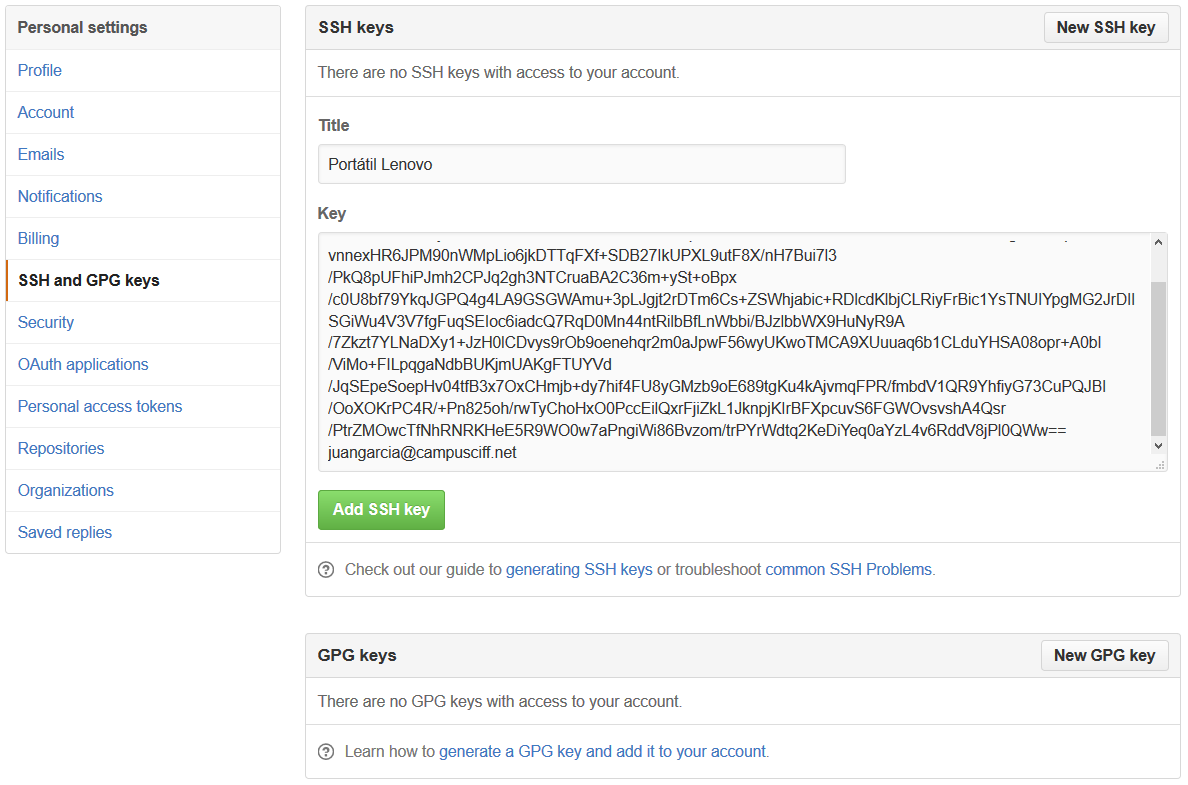 Personal settings
Profile
Account
Emails
Notifications
Billing
SSH and GPG keys
Security
OAuth applications
Personal access tokens
Repositories
Organizations
Saved replies
SSH keys
New SSH key
There are no SSH keys with access to your account.
Title
Portátil Lenovo
Key
vnnexHR6JPM90nWMpLio6jkDTTqFXf+SDB27IkUPXL9utF8X/nH7Bui7l3
/PkQ8pUFhiPJmh2CPJq2gh3NTCruaBA2C36m+ySt+oBpx
/c0U8bf79YkqJGPQ4g4LA9GSGWAmu+3pLJgjt2rDTm6Cs+ZSWhjabic+RDlcdKlbjCLRiyFrBic1YsTNUIYpgMG2JrDlI
SGiWu4V3V7fgFuqSEIoc6iadcQ7RqD0Mn44ntRilbBfLnWbbi/BJzlbbWX9HuNyR9A
/7Zkzt7YLNaDXy1+JzH0lCDvys9rOb9oenehqr2m0aJpwF56wyUKwoTMCA9XUuuaq6b1CLduYHSA08opr+A0bI
/ViMo+FILpqgaNdbBUKjmUAKgFTUYVd
/JqSEpeSoepHv04tfB3x7OxCHmjb+dy7hif4FU8yGMzb9oE689tgKu4kAjvmqFPR/fmbdV1QR9YhfiyG73CuPQJBI
/OoXOKrPC4R/+Pn825oh/rwTyChoHxO0PccEilQxrFjiZkL1JknpjKIrBFXpcuvS6FGWOvsvshA4Qsr
/PtrZMOwcTfNhRNRKHeE5R9WO0w7aPngiWi86Bvzom/trPYrWdtq2KeDiYeq0aYzL4v6RddV8jPl0QWw==
juangarcia@campusciff.net
Add SSH key
Check out our guide to generating SSH keys or troubleshoot common SSH Problems.
GPG keys
New GPG key
There are no GPG keys with access to your account.
Learn how to generate a GPG key and add it to your account.